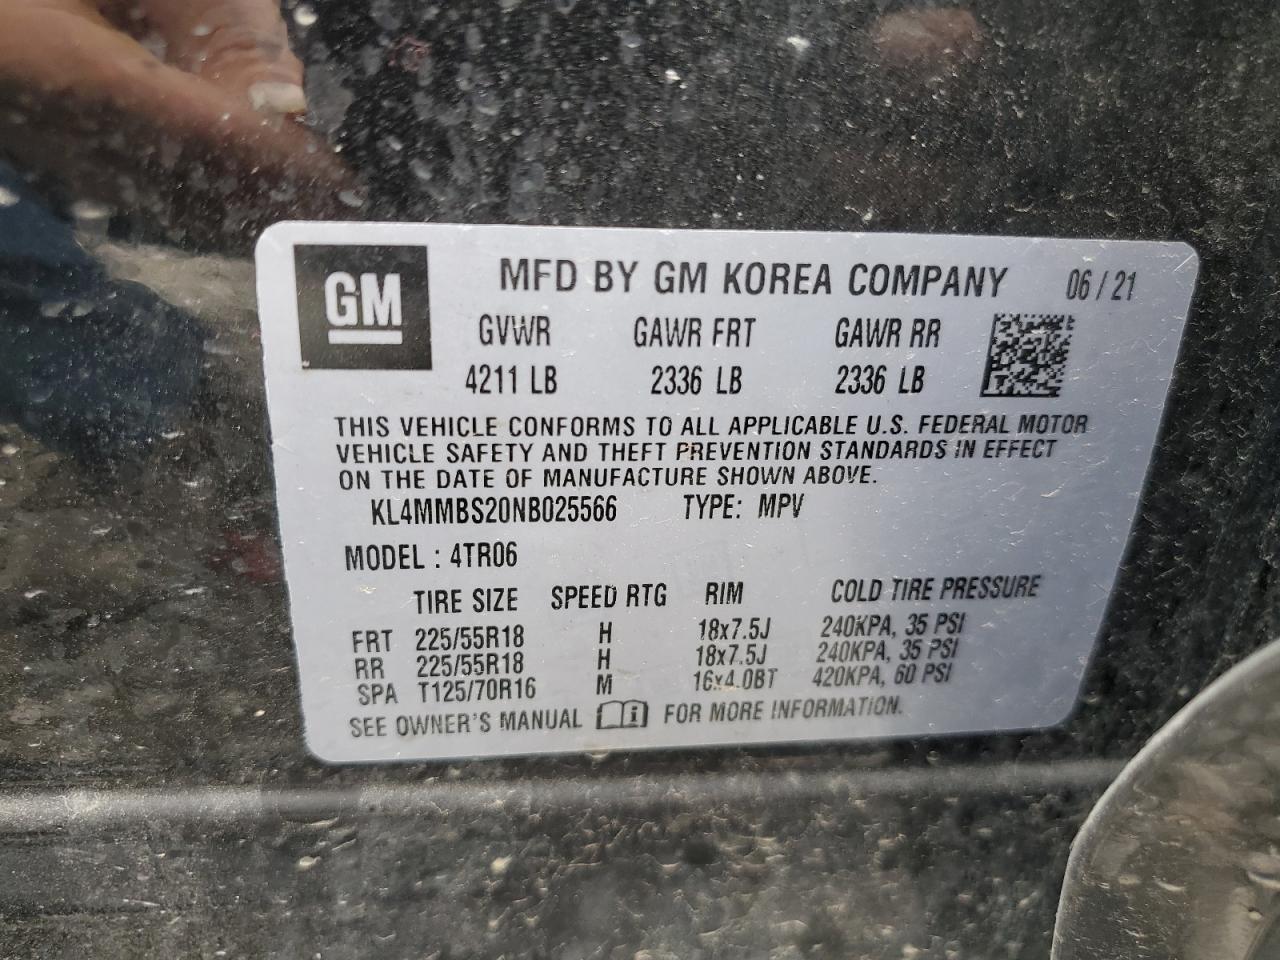 GM
MFD BY GM KOREA COMPANY 06/21
GVWR GAWR FRT GAWR RR
4211 LB 2336 LB 2336 LB
THIS VEHICLE CONFORMS TO ALL APPLICABLE U.S. FEDERAL MOTOR
VEHICLE SAFETY AND THEFT PREVENTION STANDARDS IN EFFECT
ON THE DATE OF MANUFACTURE SHOWN ABOVE.
KL4MMBS20NB025566 TYPE: MPV
MODEL : 4TR06
TIRE SIZE SPEED RTG RIM COLD TIRE PRESSURE
FRT 225/55R18 H 18x7.5J 240KPA, 35 PSI
RR 225/55R18 H 18x7.5J 240KPA, 35 PSI
SPA T125/70R16 M 16x4.0BT 420KPA, 60 PSI
SEE OWNER'S MANUAL i FOR MORE INFORMATION.